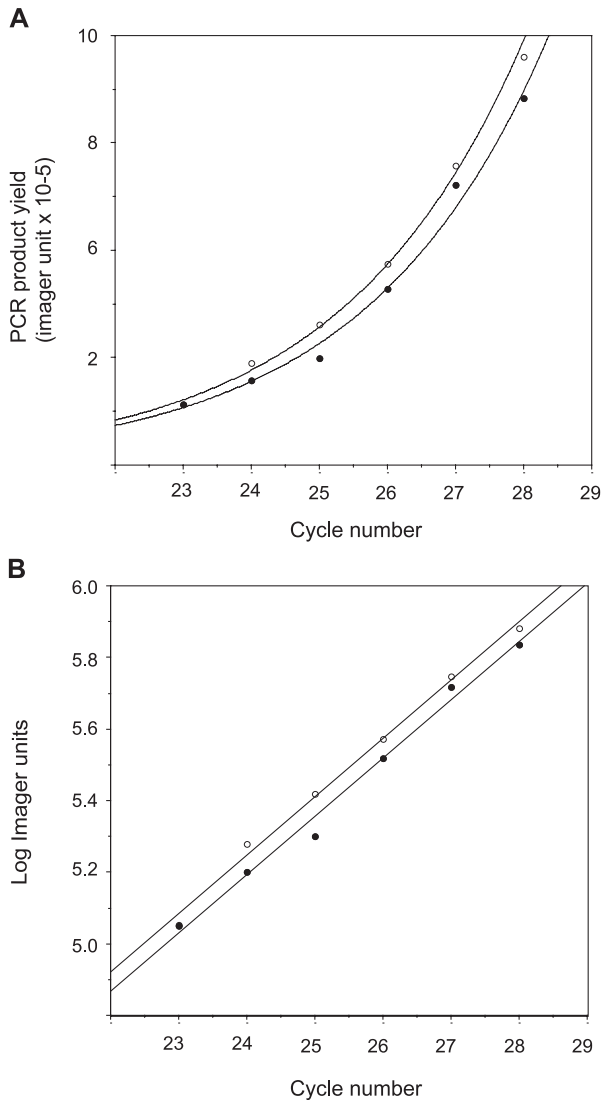 A
10
8
6
2
PCR product yield
(imager unit x 10-5)
23 24 25 26 27 28 29
Cycle number
B
6.0
5.8
5.6
5.4
5.2
5.0
Log Imager units
23 24 25 26 27 28 29
Cycle number